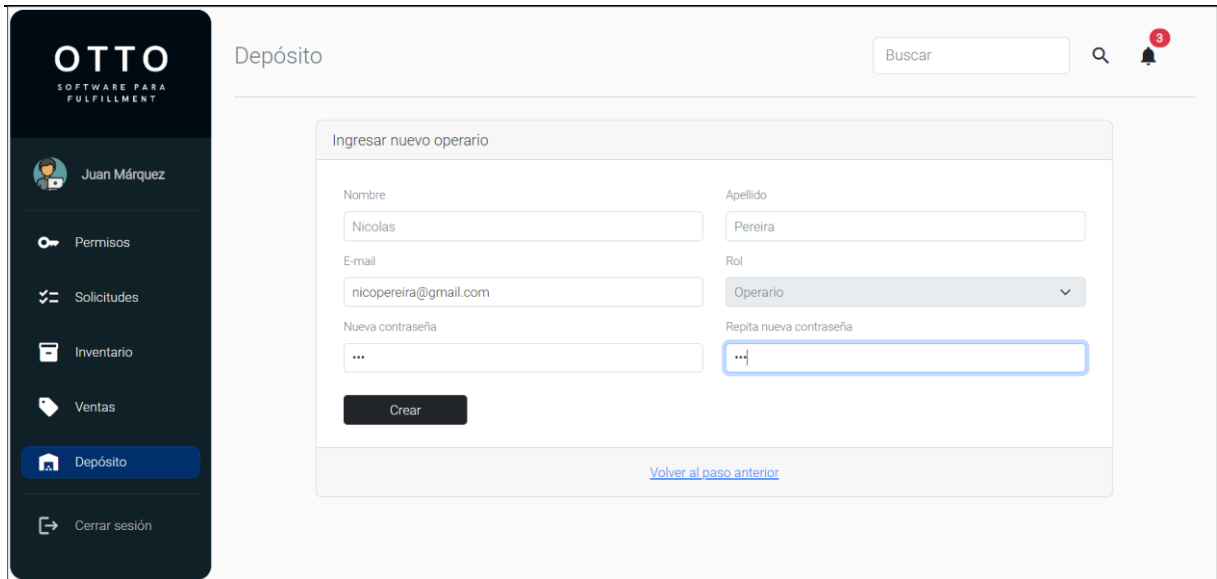 OTTO
SOFTWARE PARA
FULFILLMENT
Juan Márquez
Permisos
Solicitudes
Inventario
Ventas
Depósito
Cerrar sesión
Depósito
Buscar
3
Ingresar nuevo operario
Nombre
Apellido
Nicolas
Pereira
E-mail
Rol
nicopereira@gmail.com
Operario
Nueva contraseña
Repita nueva contraseña
•••
•••
Crear
Volver al paso anterior